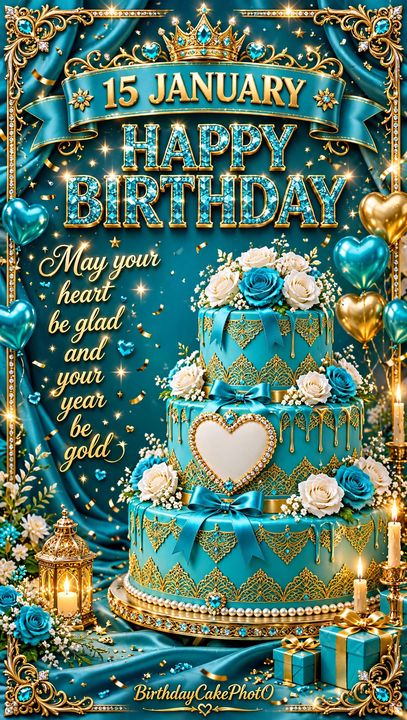 15 JANUARY
HAPPY
BIRTHDAY
May your
heart
be glad
and
your
year
be
gold
BirthdayCakePhotO